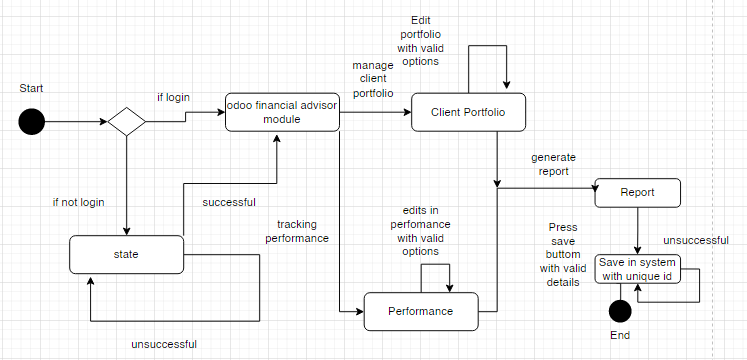 Edit
portfolio
with valid
options
manage
client
portfolio
Start
if login
odoo financial advisor
module
Client Portfolio
generate
report
Report
if not login
successful
tracking
performance
edits in
perfomance
with valid
options
Press
save
buttom
with valid
details
unsuccessful
state
Save in system
with unique id
Performance
unsuccessful
End